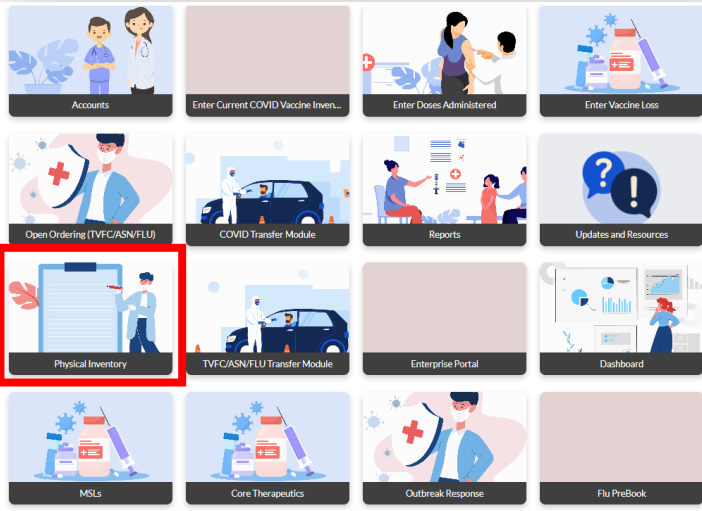 Accounts
Enter Current COVID Vaccine Inven...
Enter Doses Administered
Enter Vaccine Loss
Open Ordering (TVFC/ASN/FLU)
COVID Transfer Module
Reports
Updates and Resources
Physical Inventory
TVFC/ASN/FLU Transfer Module
Enterprise Portal
Dashboard
MSLs
Core Therapeutics
Outbreak Response
Flu PreBook